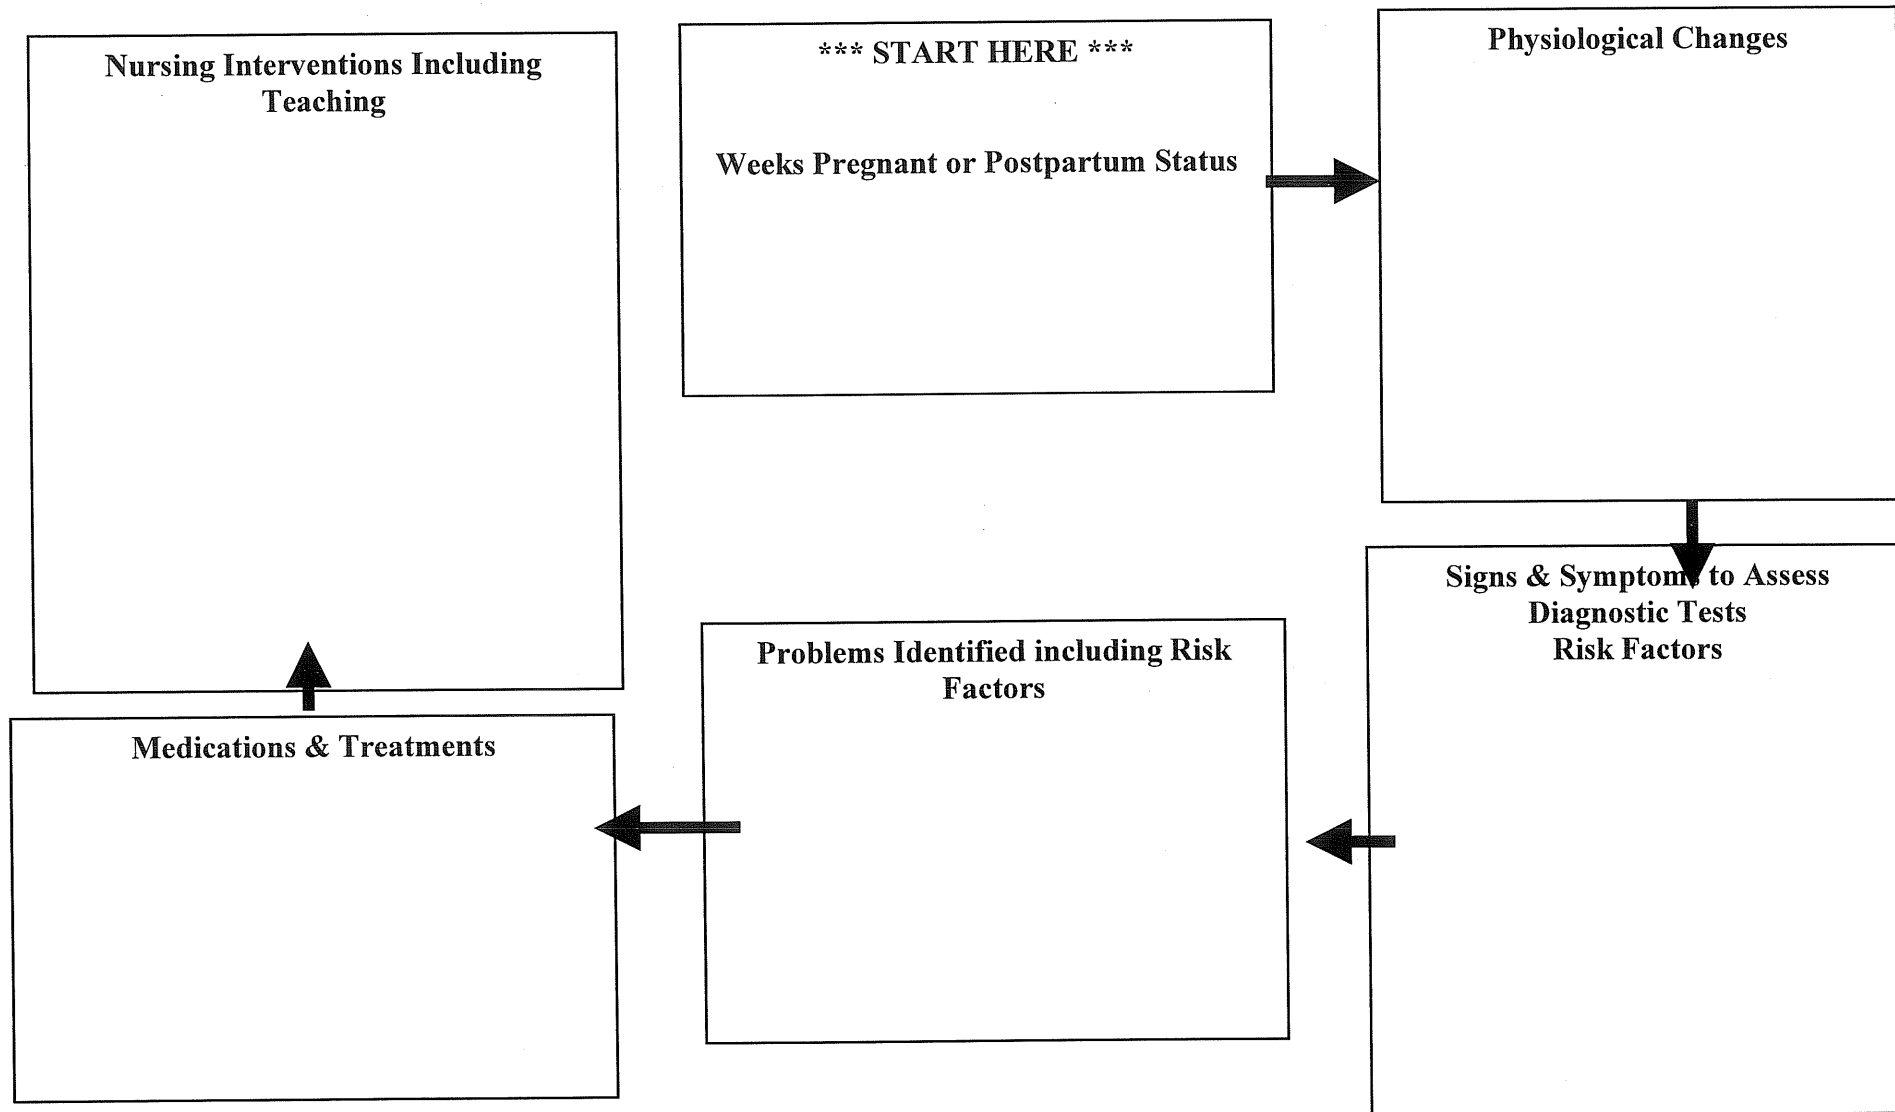 *** START HERE ***
Weeks Pregnant or Postpartum Status
Physiological Changes
Signs & Symptoms to Assess
Diagnostic Tests
Risk Factors
Problems Identified including Risk
Factors
Medications & Treatments
Nursing Interventions Including
Teaching